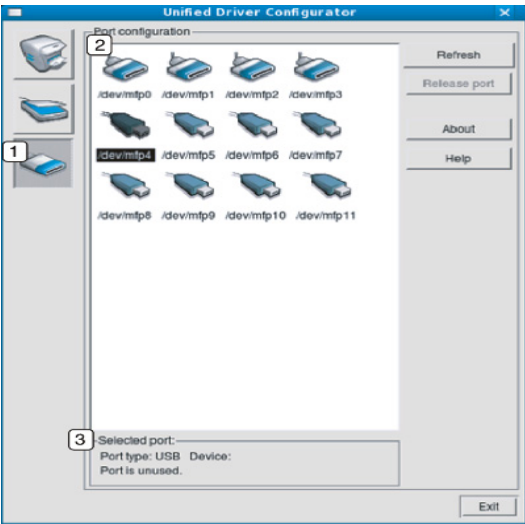 Unified Driver Configurator
Port configuration
2
Refresh
/dev/mfp0 /dev/mfp1 /dev/mfp2 /dev/mfp3
Release port
About
/dev/mfp4 /dev/mfp5 /dev/mfp6 /dev/mfp7
1
Help
/dev/mfp8 /dev/mfp9 /dev/mfp10 /dev/mfp11
3
Selected port:
Port type: USB Device:
Port is unused.
Exit